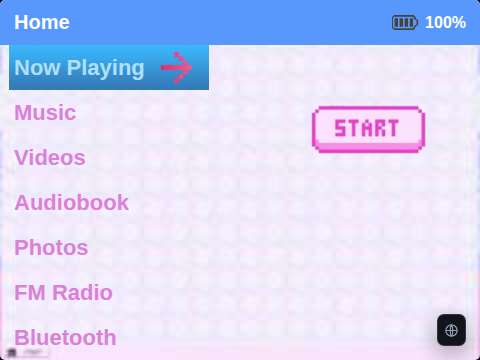 Home
100%
Now Playing
Music
START
Videos
Audiobook
Photos
FM Radio
Bluetooth